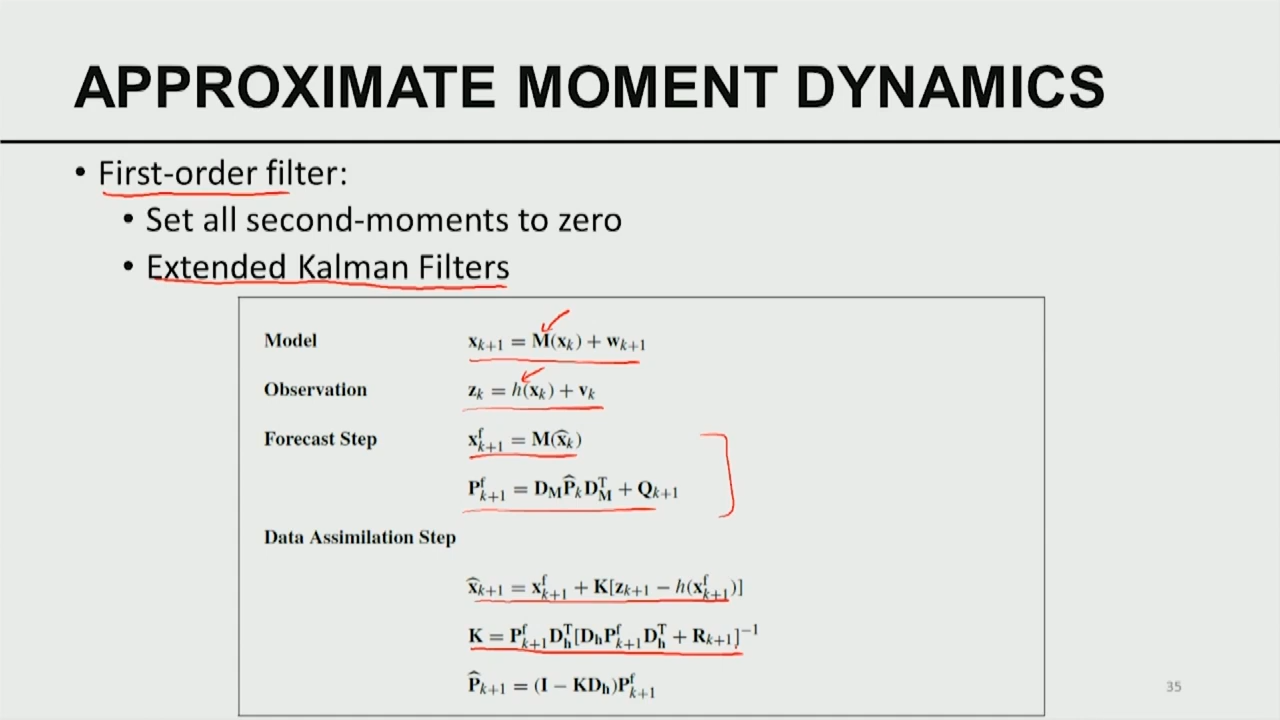 APPROXIMATE MOMENT DYNAMICS
• First-order filter:
• Set all second-moments to zero
• Extended Kalman Filters
Model x_{k+1} = M(x_k) + w_{k+1}
Observation z_k = h(x_k) + v_k
Forecast Step x^f_{k+1} = M(x̂_k)
P^f_{k+1} = D_M P̂_k D_M^T + Q_{k+1}
Data Assimilation Step
x̂_{k+1} = x^f_{k+1} + K[z_{k+1} − h(x^f_{k+1})]
K = P^f_{k+1} D_h^T [D_h P^f_{k+1} D_h^T + R_{k+1}]^{−1}
P̂_{k+1} = (I − KD_h)P^f_{k+1}
35